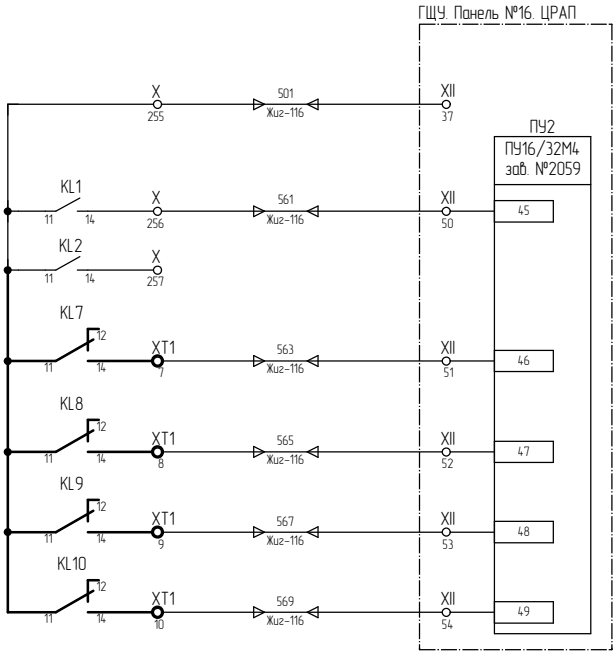 ГЩУ. Панель №16. ЦРАП
X
501
XII
255
Жиг-116
37
ПУ2
ПУ16/32М4
зав. №2059
KL1
X
561
XII
45
11
14
256
Жиг-116
50
KL2
X
11
14
257
KL7
12
XT1
563
XII
46
11
14
7
Жиг-116
51
KL8
12
XT1
565
XII
47
11
14
8
Жиг-116
52
KL9
12
XT1
567
XII
48
11
14
9
Жиг-116
53
KL10
12
XT1
569
XII
49
11
14
10
Жиг-116
54